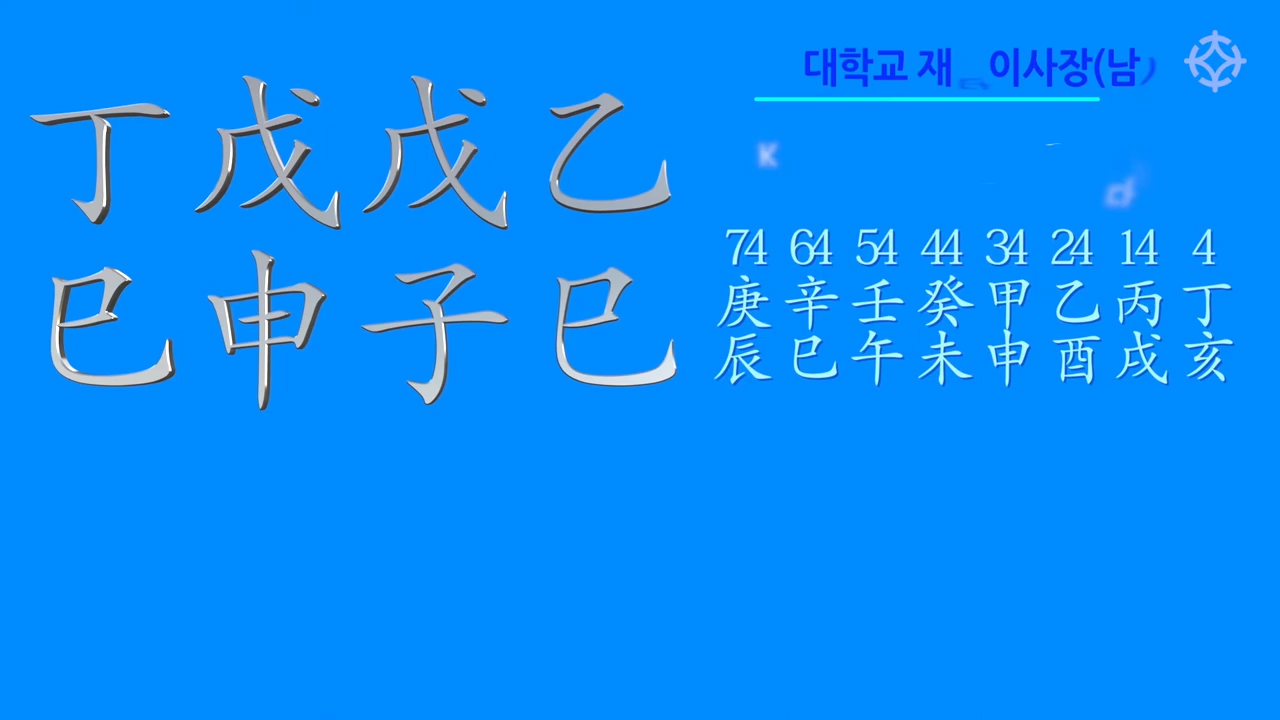 대학교 재 이사장(남)
丁戊戊乙
巳申子巳
74 64 54 44 34 24 14 4
庚辛壬癸甲乙丙丁
辰巳午未申酉戌亥